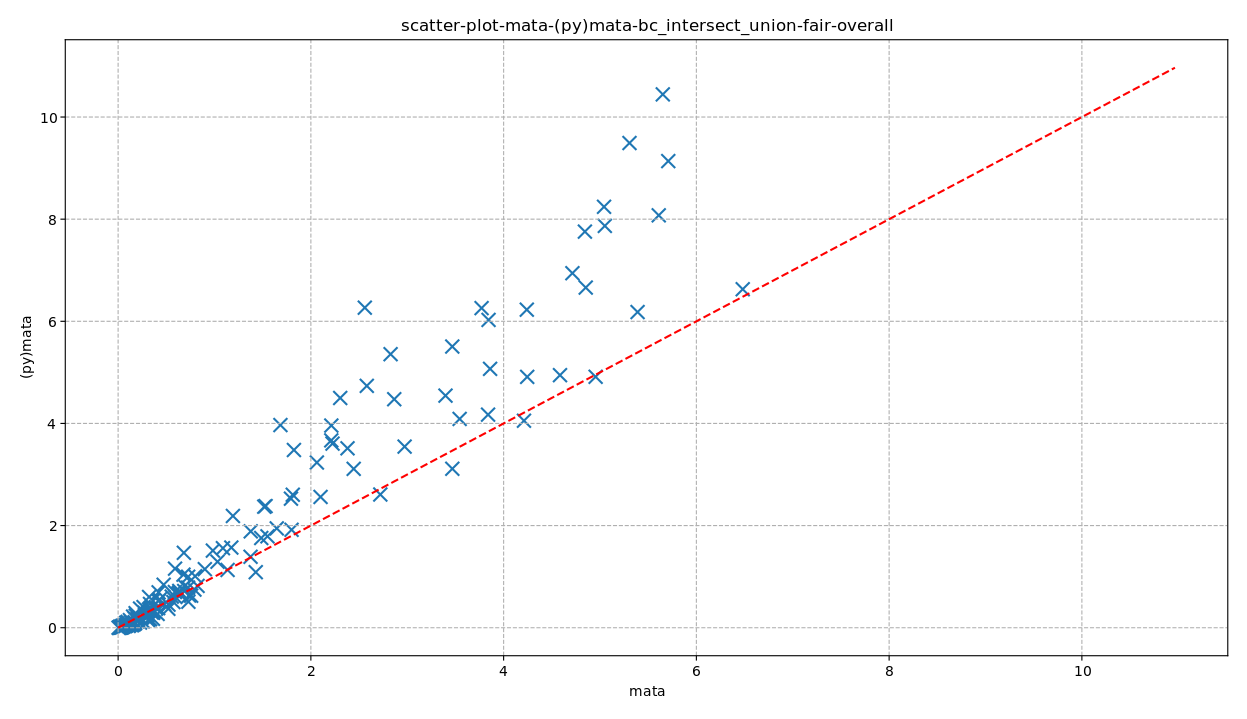 scatter-plot-mata-(py)mata-bc_intersect_union-fair-overall
10
8
6
4
2
0
(py)mata
0 2 4 6 8 10
mata